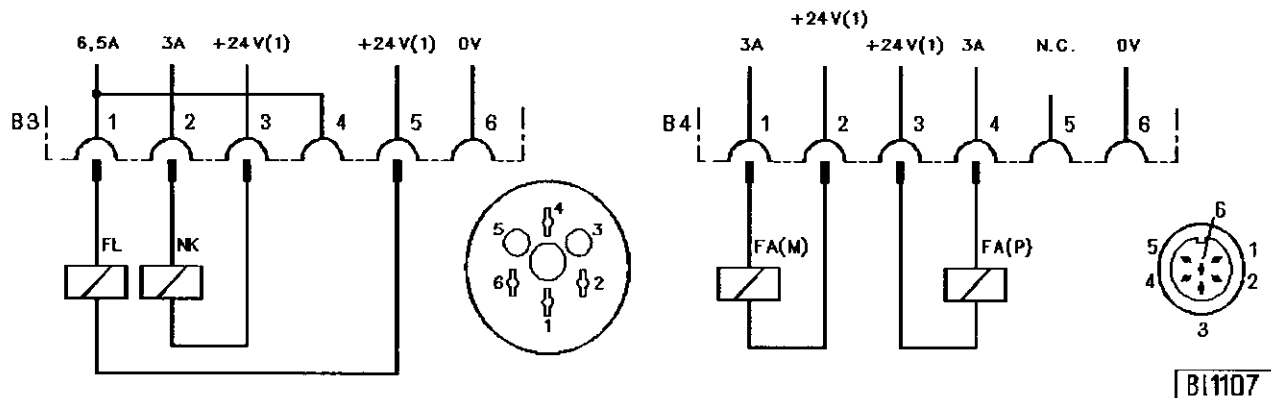 6,5A 3A +24V(1) +24V(1) 0V
B3 1 2 3 4 5 6
FL NK
4
5 3
6 2
1
+24V(1)
3A +24V(1) 3A N.C. 0V
B4 1 2 3 4 5 6
FA(M) FA(P)
6
5 1
4 2
3
BI1107